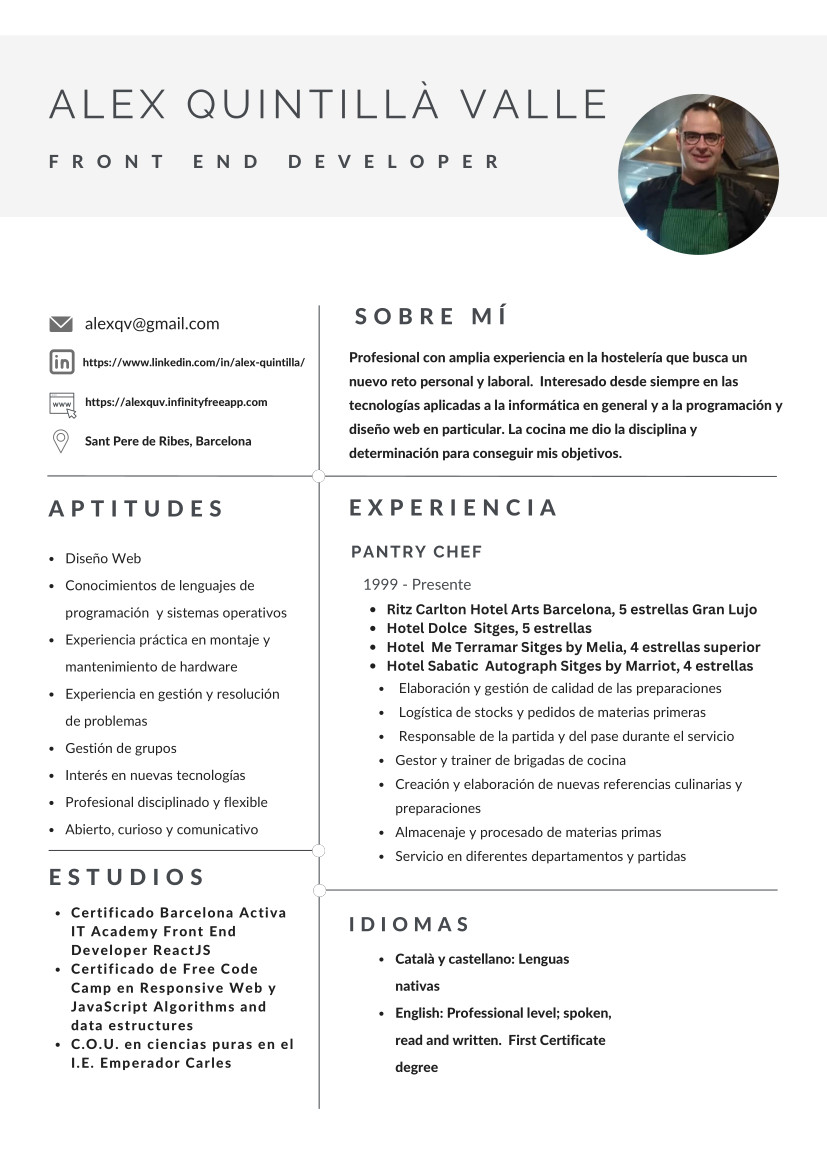 ALEX QUINTILLÀ VALLE
FRONT END DEVELOPER
alexqv@gmail.com
https://www.linkedin.com/in/alex-quintilla/
www
https://alexquv.infinityfreeapp.com
Sant Pere de Ribes, Barcelona
SOBRE MÍ
Profesional con amplia experiencia en la hostelería que busca un
nuevo reto personal y laboral.  Interesado desde siempre en las
tecnologías aplicadas a la informática en general y a la programación y
diseño web en particular. La cocina me dio la disciplina y
determinación para conseguir mis objetivos.
APTITUDES
Diseño Web
Conocimientos de lenguajes de
programación  y sistemas operativos
Experiencia práctica en montaje y
mantenimiento de hardware
Experiencia en gestión y resolución
de problemas
Gestión de grupos
Interés en nuevas tecnologías
Profesional disciplinado y flexible
Abierto, curioso y comunicativo
ESTUDIOS
Certificado Barcelona Activa
IT Academy Front End
Developer ReactJS
Certificado de Free Code
Camp en Responsive Web y
JavaScript Algorithms and
data estructures
C.O.U. en ciencias puras en el
I.E. Emperador Carles
EXPERIENCIA
PANTRY CHEF
1999 - Presente
Ritz Carlton Hotel Arts Barcelona, 5 estrellas Gran Lujo
Hotel Dolce  Sitges, 5 estrellas
Hotel  Me Terramar Sitges by Melia, 4 estrellas superior
Hotel Sabatic  Autograph Sitges by Marriot, 4 estrellas
Elaboración y gestión de calidad de las preparaciones
Logística de stocks y pedidos de materias primeras
Responsable de la partida y del pase durante el servicio
Gestor y trainer de brigadas de cocina
Creación y elaboración de nuevas referencias culinarias y
preparaciones
Almacenaje y procesado de materias primas
Servicio en diferentes departamentos y partidas
IDIOMAS
Català y castellano: Lenguas
nativas
English: Professional level; spoken,
read and written.  First Certificate
degree